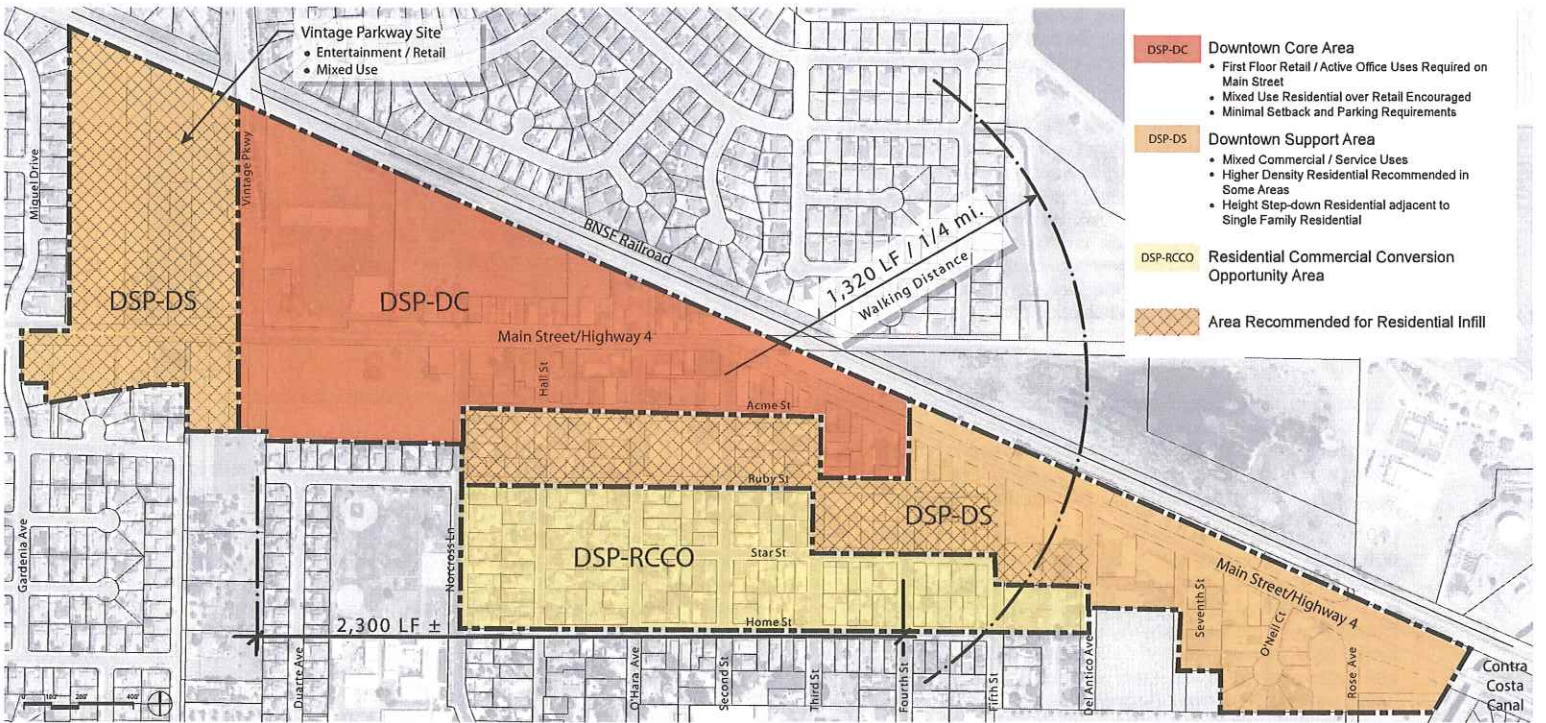 Vintage Parkway Site
• Entertainment / Retail
• Mixed Use
DSP-DC
Downtown Core Area
• First Floor Retail / Active Office Uses Required on
Main Street
• Mixed Use Residential over Retail Encouraged
• Minimal Setback and Parking Requirements
DSP-DS
Downtown Support Area
• Mixed Commercial / Service Uses
• Higher Density Residential Recommended in
Some Areas
• Height Step-down Residential adjacent to
Single Family Residential
DSP-RCCO
Residential Commercial Conversion
Opportunity Area
Area Recommended for Residential Infill
Miguel Drive
Vintage Pkwy
BNSF Railroad
1,320 LF / 1/4 mi.
Walking Distance
DSP-DS
DSP-DC
Main Street/Highway 4
Hall St
Acme St
Ruby St
DSP-DS
Gardenia Ave
Norcross Ln
DSP-RCCO
Star St
Main Street/Highway 4
Seventh St
O'Neil Ct
Rose Ave
2,300 LF ±
Home St
Duarte Ave
O'Hara Ave
Second St
Third St
Fourth St
Fifth St
Del Antico Ave
Contra
Costa
Canal
0 100' 200' 400'